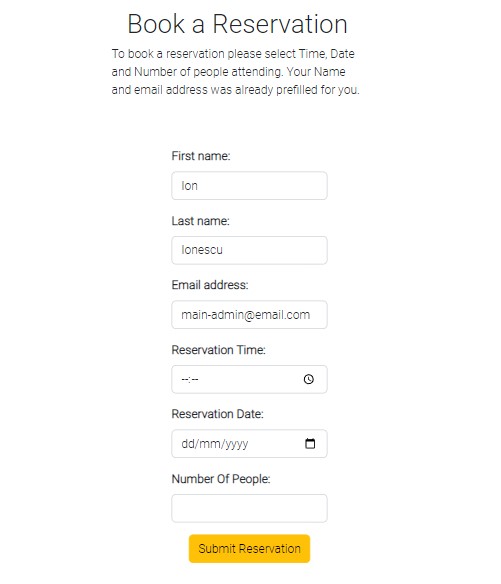 Book a Reservation
To book a reservation please select Time, Date
and Number of people attending. Your Name
and email address was already prefilled for you.
First name:
Ion
Last name:
Ionescu
Email address:
main-admin@email.com
Reservation Time:
--:--
Reservation Date:
dd/mm/yyyy
Number Of People:
Submit Reservation